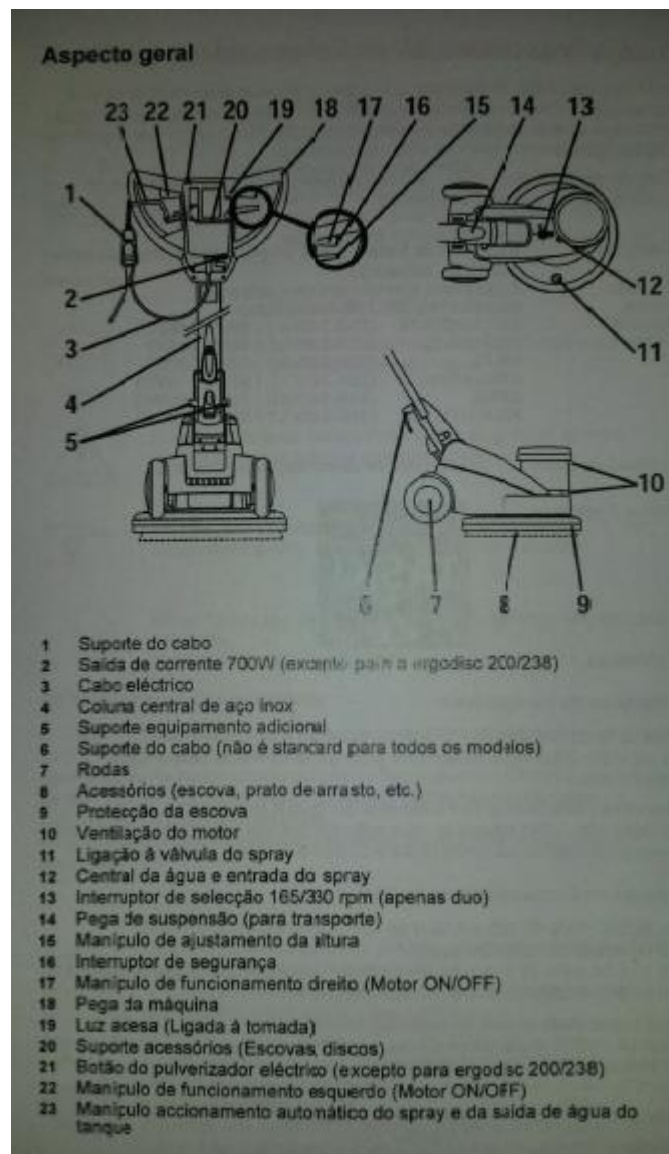 Aspecto geral
23 22 21 20 19 18 17 16 15 14 13
1
2
3
4
5
12
11
10
6 7 8 9
1 Suporte do cabo
2 Saída de corrente 700W (excepto para a ergodisc 200/238)
3 Cabo eléctrico
4 Coluna central de aço inox
5 Suporte equipamento adicional
6 Suporte do cabo (não é standard para todos os modelos)
7 Rodas
8 Acessórios (escova, prato de arrasto, etc.)
9 Protecção da escova
10 Ventilação do motor
11 Ligação à válvula do spray
12 Central da água e entrada do spray
13 Interruptor de selecção 165/330 rpm (apenas duo)
14 Pega de suspensão (para transporte)
15 Manípulo de ajustamento da altura
16 Interruptor de segurança
17 Manípulo de funcionamento direito (Motor ON/OFF)
18 Pega da máquina
19 Luz acesa (Ligada à tomada)
20 Suporte acessórios (Escovas, discos)
21 Botão do pulverizador eléctrico (excepto para ergodisc 200/238)
22 Manípulo de funcionamento esquerdo (Motor ON/OFF)
23 Manípulo accionamento automático do spray e da saída de água do
tanque